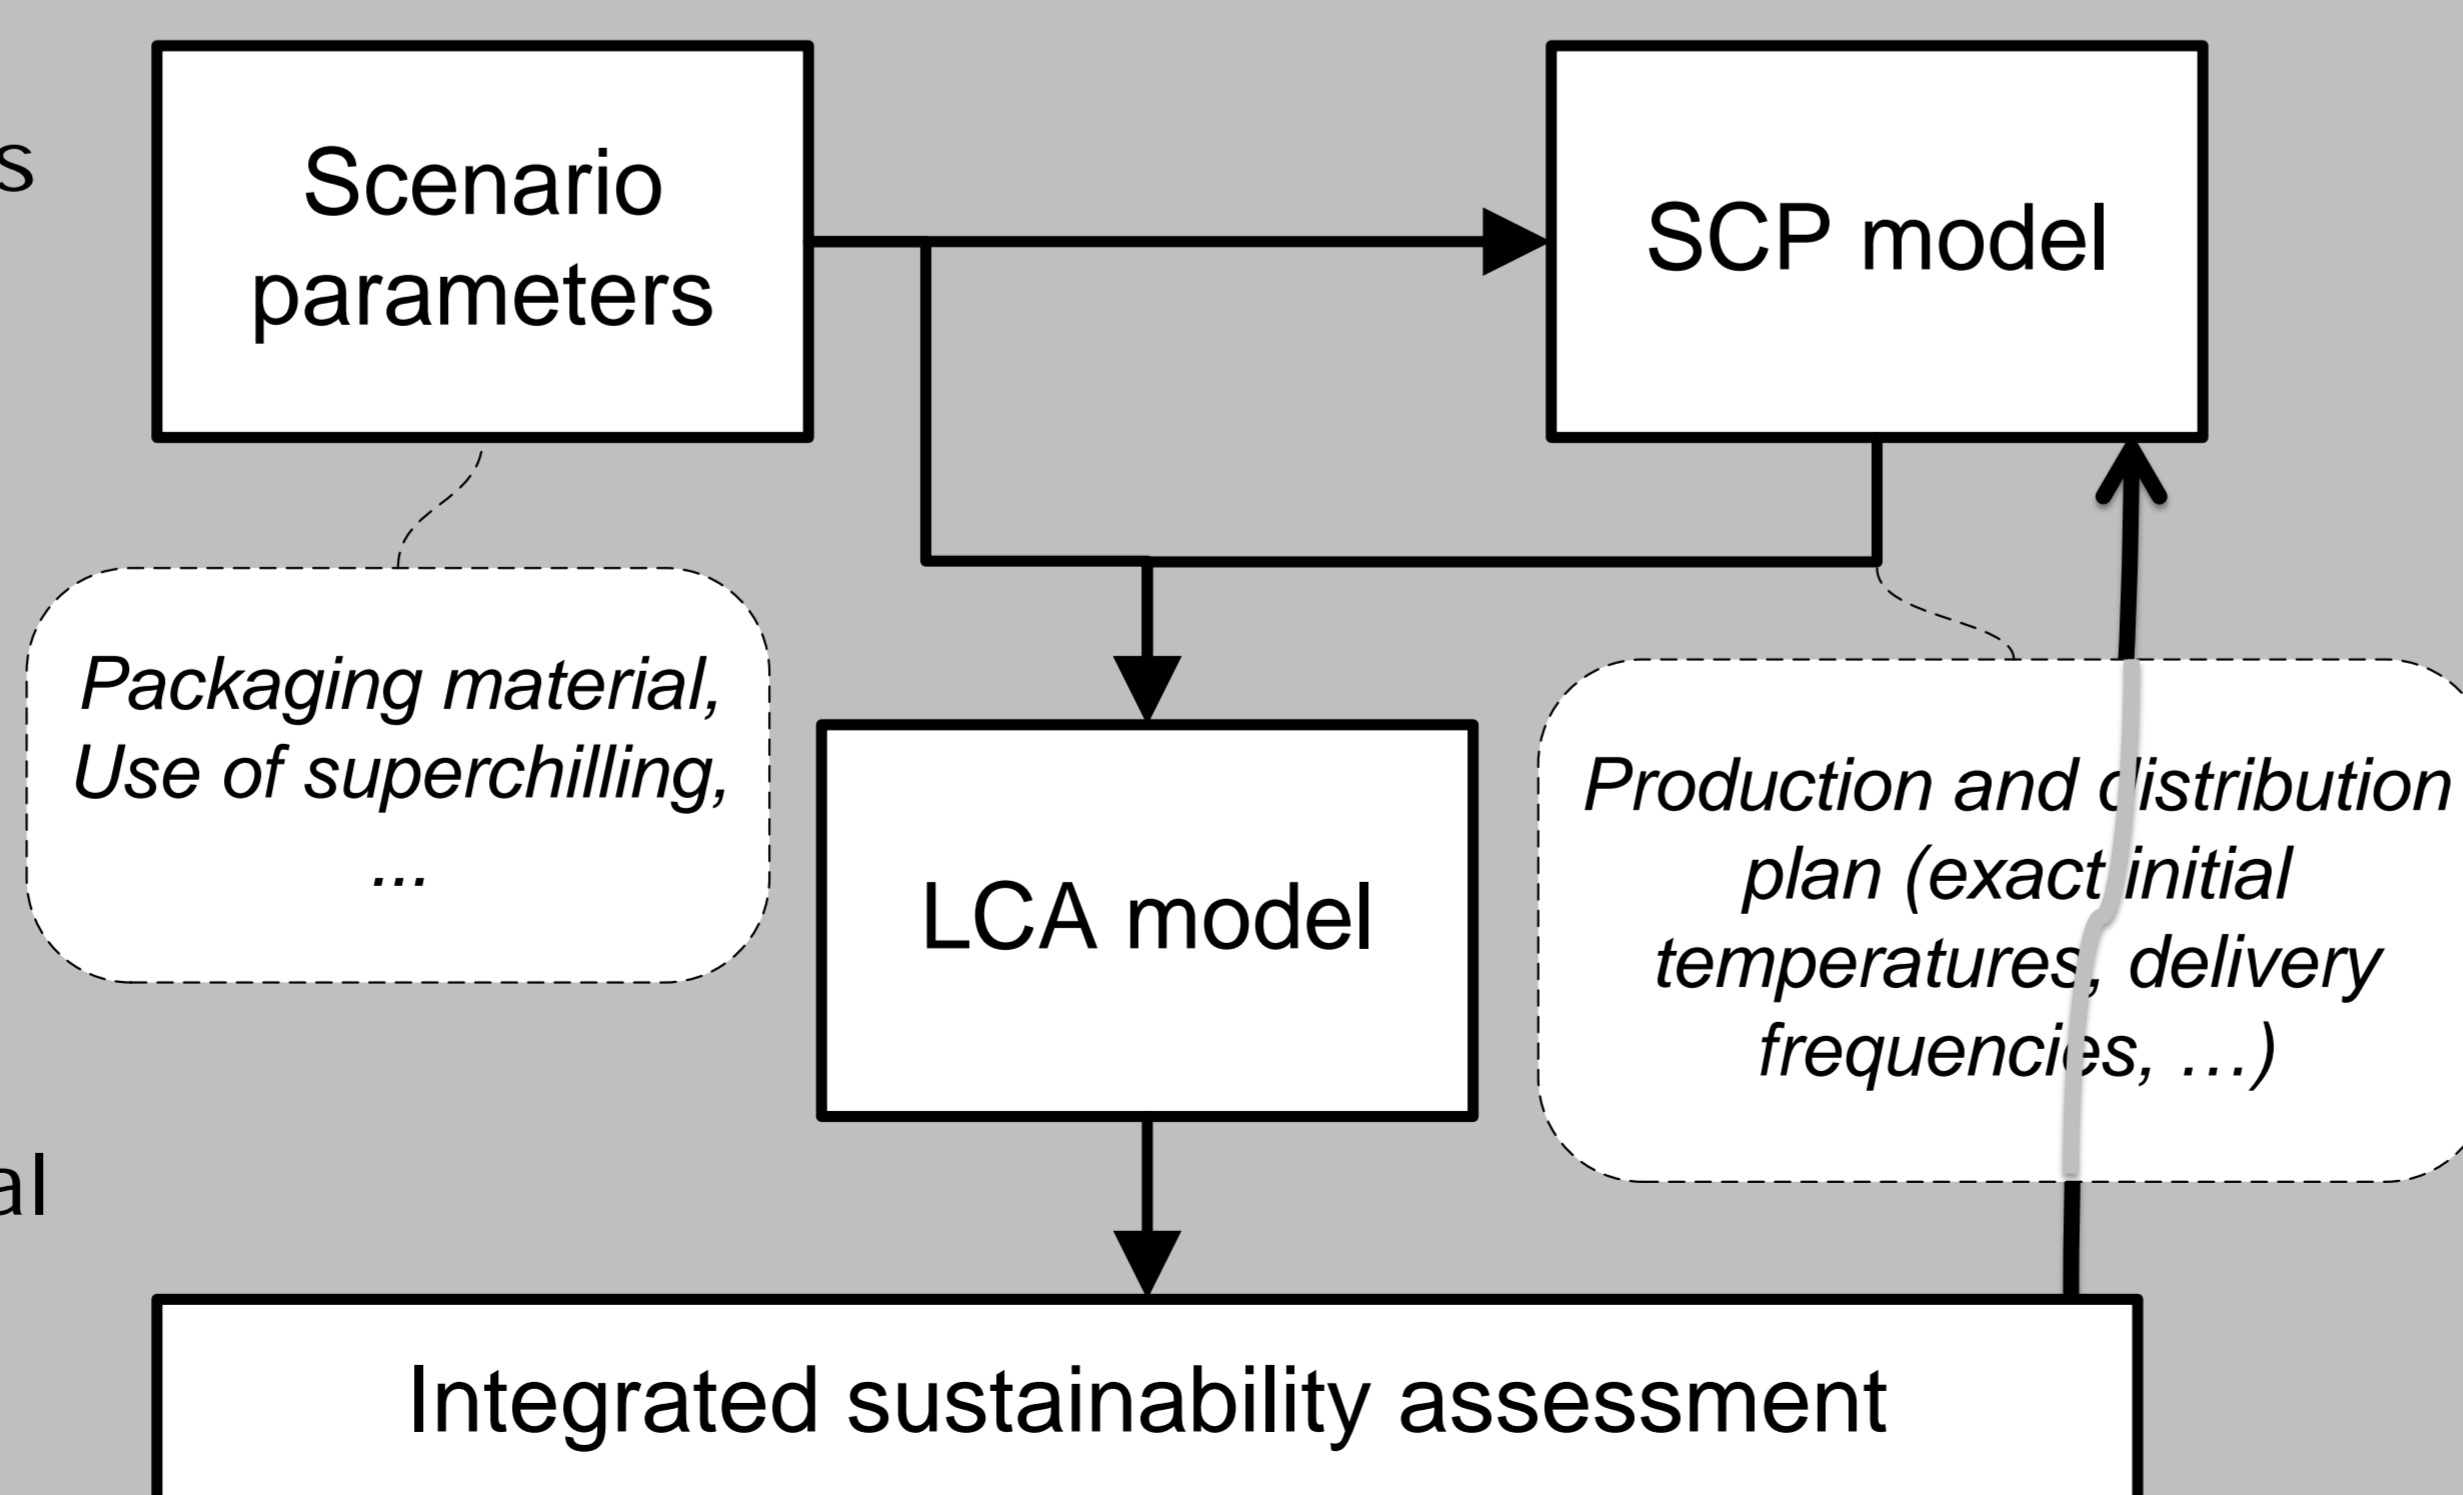 s
Scenario
parameters
SCP model
Packaging material,
Use of superchilling,
...
LCA model
Production and distribution
plan (exact initial
temperatures, delivery
frequencies, …)
al
Integrated sustainability assessment